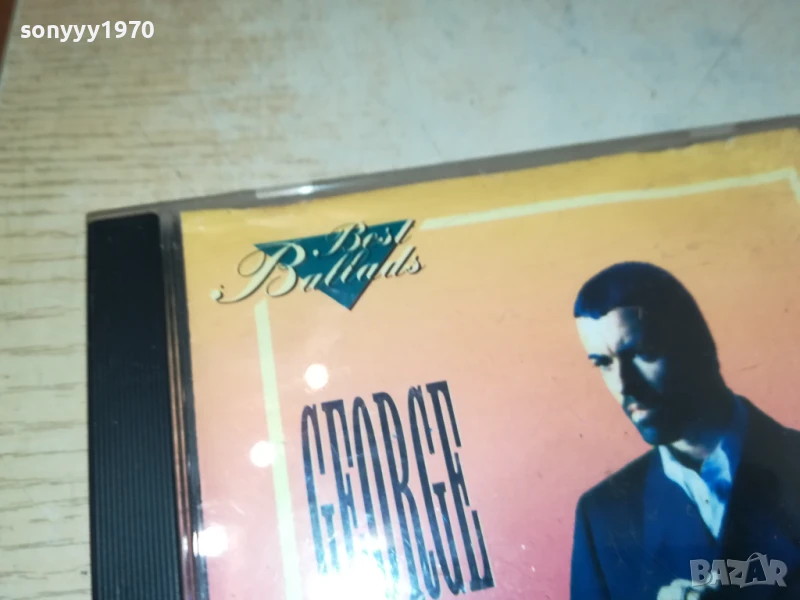 sonyyy1970
Best
Ballads
GEORGE
BAZAR